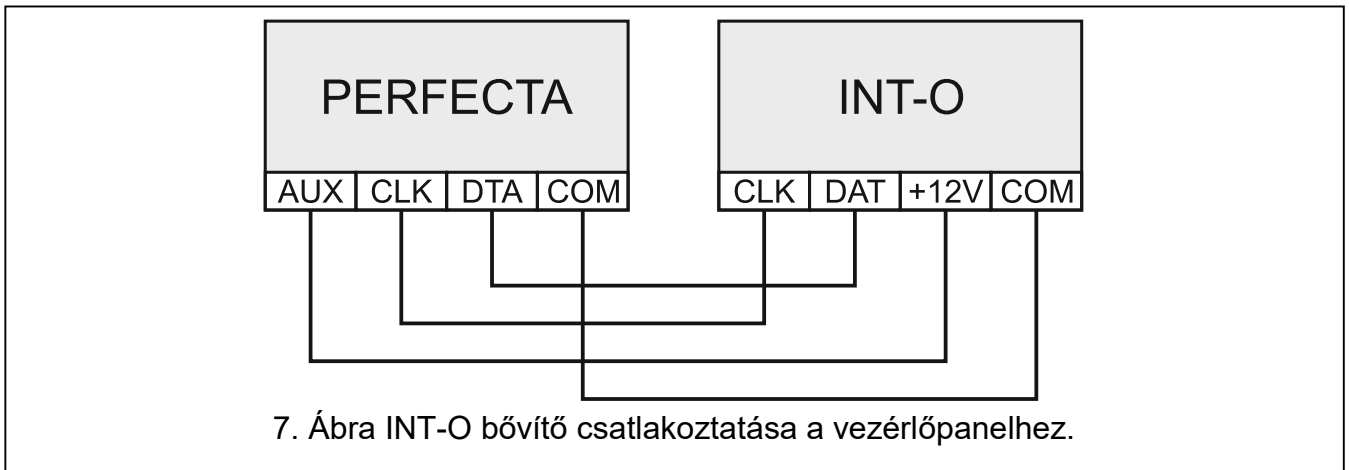 PERFECTA INT-O
AUX CLK DTA COM CLK DAT +12V COM
7. Ábra INT-O bővítő csatlakoztatása a vezérlőpanelhez.